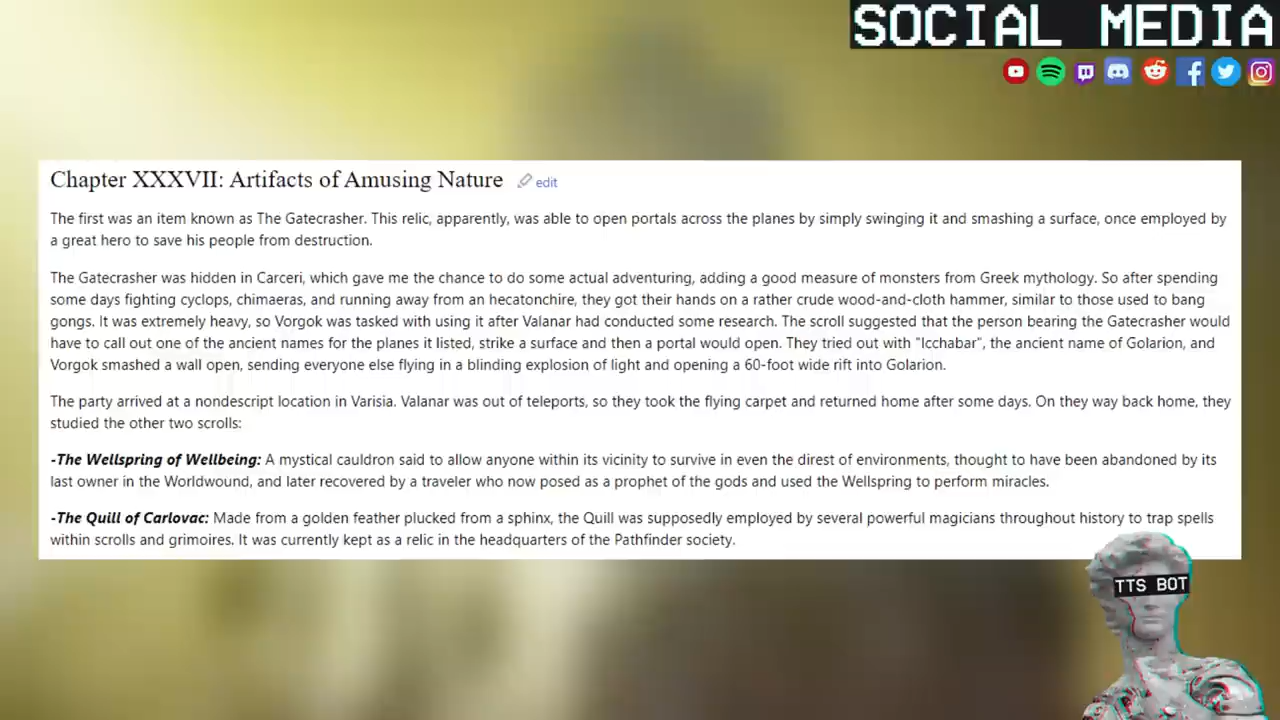 SOCIAL MEDIA
Chapter XXXVII: Artifacts of Amusing Nature edit
The first was an item known as The Gatecrasher. This relic, apparently, was able to open portals across the planes by simply swinging it and smashing a surface, once employed by
a great hero to save his people from destruction.
The Gatecrasher was hidden in Carceri, which gave me the chance to do some actual adventuring, adding a good measure of monsters from Greek mythology. So after spending
some days fighting cyclops, chimaeras, and running away from an hecatonchire, they got their hands on a rather crude wood-and-cloth hammer, similar to those used to bang
gongs. It was extremely heavy, so Vorgok was tasked with using it after Valanar had conducted some research. The scroll suggested that the person bearing the Gatecrasher would
have to call out one of the ancient names for the planes it listed, strike a surface and then a portal would open. They tried out with "Icchabar", the ancient name of Golarion, and
Vorgok smashed a wall open, sending everyone else flying in a blinding explosion of light and opening a 60-foot wide rift into Golarion.
The party arrived at a nondescript location in Varisia. Valanar was out of teleports, so they took the flying carpet and returned home after some days. On they way back home, they
studied the other two scrolls:
-The Wellspring of Wellbeing: A mystical cauldron said to allow anyone within its vicinity to survive in even the direst of environments, thought to have been abandoned by its
last owner in the Worldwound, and later recovered by a traveler who now posed as a prophet of the gods and used the Wellspring to perform miracles.
-The Quill of Carlovac: Made from a golden feather plucked from a sphinx, the Quill was supposedly employed by several powerful magicians throughout history to trap spells
within scrolls and grimoires. It was currently kept as a relic in the headquarters of the Pathfinder society.
TTS BOT